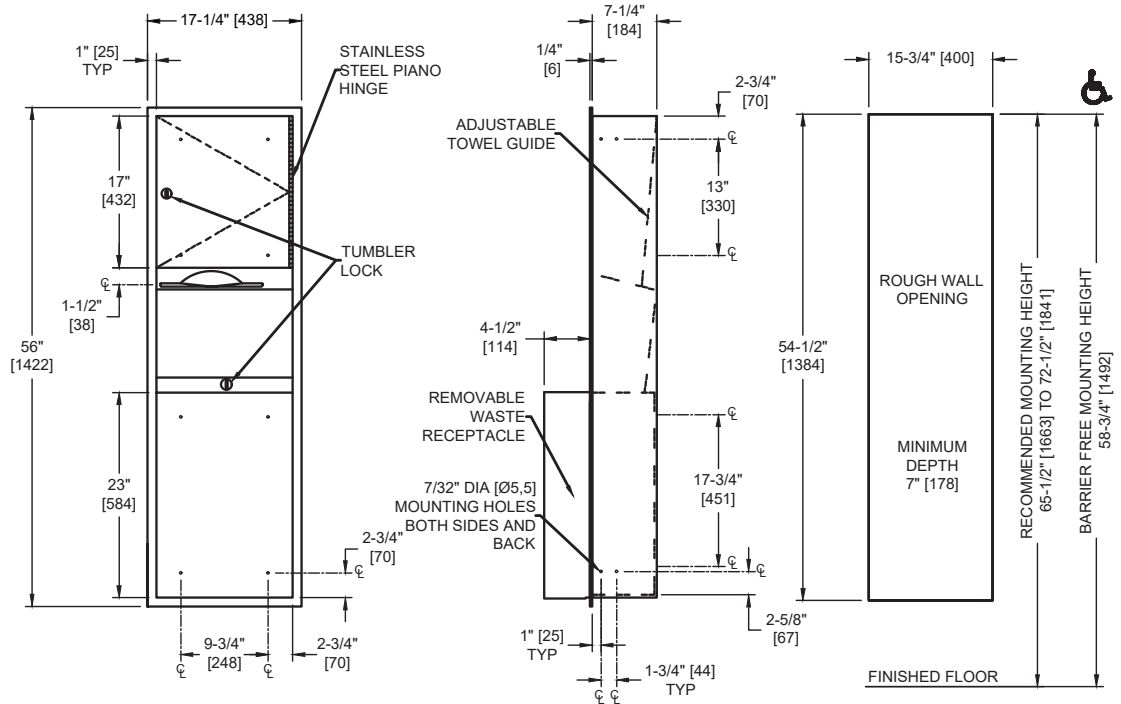 17-1/4" [438]
1" [25]
TYP
STAINLESS
STEEL PIANO
HINGE
17"
[432]
TUMBLER
LOCK
℄
1-1/2"
[38]
56"
[1422]
23"
[584]
2-3/4"
[70]
℄
9-3/4"
[248]
℄
℄
2-3/4"
[70]
7-1/4"
[184]
1/4"
[6]
2-3/4"
[70]
℄
ADJUSTABLE
TOWEL GUIDE
13"
[330]
℄
4-1/2"
[114]
REMOVABLE
WASTE
RECEPTACLE
℄
17-3/4"
[451]
7/32" DIA [Ø5,5]
MOUNTING HOLES
BOTH SIDES AND
BACK
℄
℄
2-5/8"
[67]
1" [25]
TYP
1-3/4" [44]
TYP
℄ ℄
15-3/4" [400]
54-1/2"
[1384]
ROUGH WALL
OPENING
MINIMUM
DEPTH
7" [178]
RECOMMENDED MOUNTING HEIGHT
65-1/2" [1663] TO 72-1/2" [1841]
BARRIER FREE MOUNTING HEIGHT
58-3/4" [1492]
FINISHED FLOOR